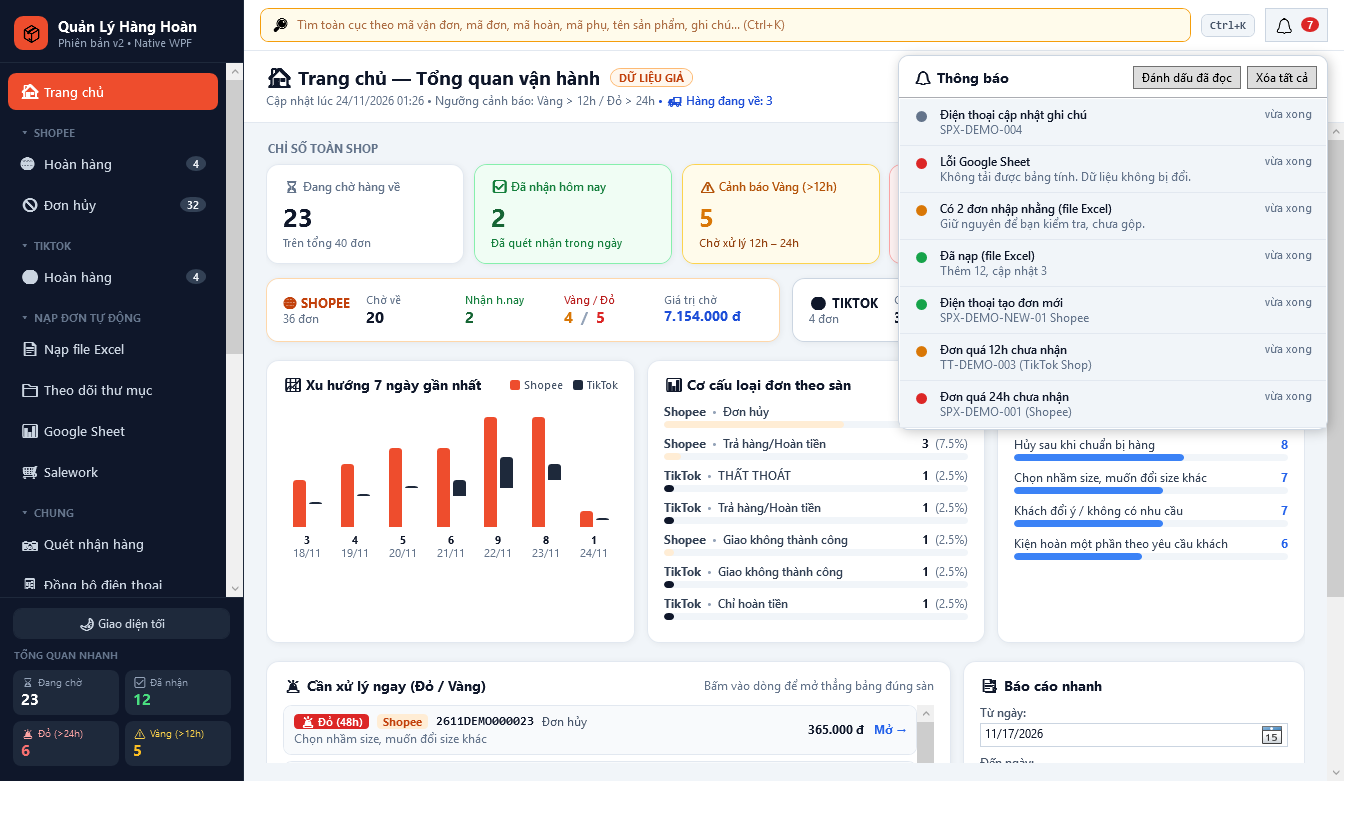 Quản Lý Hàng Hoàn
Phiên bản v2 • Native WPF
Trang chủ
SHOPEE
Hoàn hàng 4
Đơn hủy 32
TIKTOK
Hoàn hàng 4
NẠP ĐƠN TỰ ĐỘNG
Nạp file Excel
Theo dõi thư mục
Google Sheet
Salework
CHUNG
Quét nhận hàng
Đồng bộ điện thoại
Giao diện tối
TỔNG QUAN NHANH
Đang chờ
23
Đã nhận
12
Đỏ (>24h)
6
Vàng (>12h)
5
Tìm toàn cục theo mã vận đơn, mã đơn, mã hoàn, mã phụ, tên sản phẩm, ghi chú... (Ctrl+K)
Ctrl+K
7
Trang chủ — Tổng quan vận hành DỮ LIỆU GIẢ
Cập nhật lúc 24/11/2026 01:26 • Ngưỡng cảnh báo: Vàng > 12h / Đỏ > 24h • Hàng đang về: 3
Thông báo
Đánh dấu đã đọc
Xóa tất cả
Điện thoại cập nhật ghi chú vừa xong
SPX-DEMO-004
Lỗi Google Sheet vừa xong
Không tải được bảng tính. Dữ liệu không bị đổi.
Có 2 đơn nhập nhằng (file Excel) vừa xong
Giữ nguyên để bạn kiểm tra, chưa gộp.
Đã nạp (file Excel) vừa xong
Thêm 12, cập nhật 3
Điện thoại tạo đơn mới vừa xong
SPX-DEMO-NEW-01 Shopee
Đơn quá 12h chưa nhận vừa xong
TT-DEMO-003 (TikTok Shop)
Đơn quá 24h chưa nhận vừa xong
SPX-DEMO-001 (Shopee)
CHỈ SỐ TOÀN SHOP
Đang chờ hàng về
23
Trên tổng 40 đơn
Đã nhận hôm nay
2
Đã quét nhận trong ngày
Cảnh báo Vàng (>12h)
5
Chờ xử lý 12h – 24h
SHOPEE
36 đơn
Chờ về
20
Nhận h.nay
2
Vàng / Đỏ
4 / 5
Giá trị chờ
7.154.000 đ
TIKTOK
4 đơn
Xu hướng 7 ngày gần nhất
Shopee TikTok
3 4 5 6 9 8 1
18/11 19/11 20/11 21/11 22/11 23/11 24/11
Cơ cấu loại đơn theo sàn
Shopee • Đơn hủy
Shopee • Trả hàng/Hoàn tiền 3 (7.5%)
TikTok • THẤT THOÁT 1 (2.5%)
TikTok • Trả hàng/Hoàn tiền 1 (2.5%)
Shopee • Giao không thành công 1 (2.5%)
TikTok • Giao không thành công 1 (2.5%)
TikTok • Chỉ hoàn tiền 1 (2.5%)
Hủy sau khi chuẩn bị hàng 8
Chọn nhầm size, muốn đổi size khác 7
Khách đổi ý / không có nhu cầu 7
Kiện hoàn một phần theo yêu cầu khách 6
Cần xử lý ngay (Đỏ / Vàng)
Bấm vào dòng để mở thẳng bảng đúng sàn
Đỏ (48h) Shopee 2611DEMO000023 Đơn hủy
Chọn nhầm size, muốn đổi size khác
365.000 đ Mở →
Báo cáo nhanh
Từ ngày:
11/17/2026
15
Đến ngày: